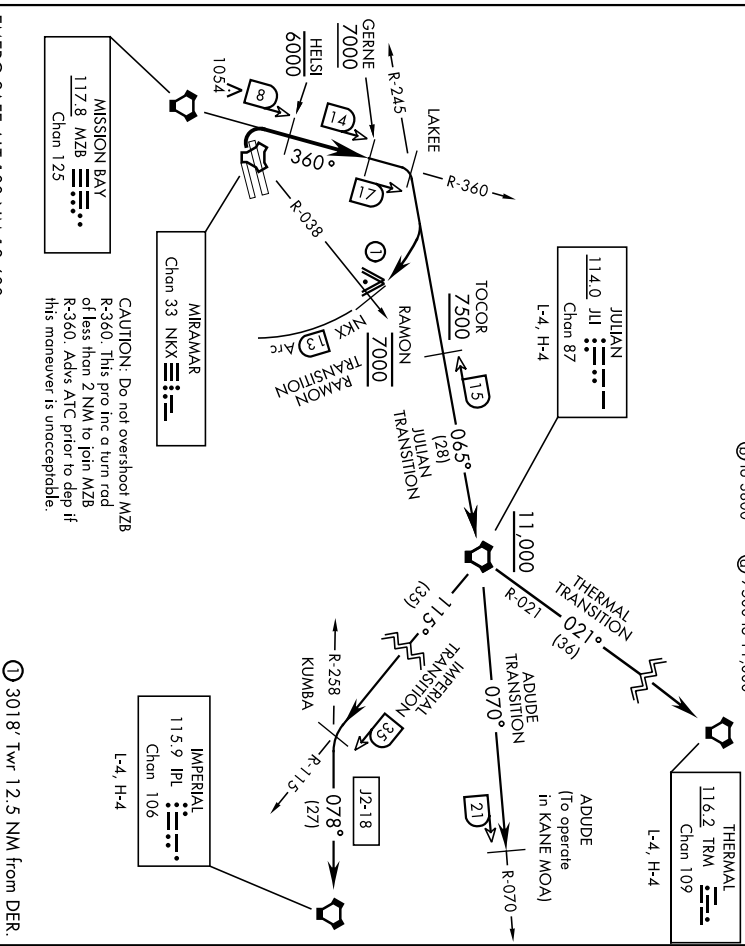 GERNE
7000
HELSI
6000
1054
8
14
17
360°
R-245
LAKEE
R-360
R-038
MISSION BAY
117.8 MZB
Chan 125
MIRAMAR
Chan 33 NKX
CAUTION: Do not overshoot MZB
R-360. This pro inc a turn rad
of less than 2 NM to join MZB
R-360. Advs ATC prior to dep if
this maneuver is unacceptable.
1
NKX 13 Arc
RAMON
7000
RAMON
TRANSITION
TOCOR
7500
15
065°
(28)
JULIAN
TRANSITION
JULIAN
114.0 JLI
Chan 87
L-4, H-4
11,000
R-021
THERMAL
TRANSITION
021°
(36)
THERMAL
116.2 TRM
Chan 109
L-4, H-4
ADUDE
TRANSITION
070°
21
R-070
ADUDE
(To operate
in KANE MOA)
115°
(35)
IMPERIAL
TRANSITION
35
R-258
KUMBA
R-115
J2-18
078°
(27)
IMPERIAL
115.9 IPL
Chan 106
L-4, H-4
① 3018' Twr 12.5 NM from DER.